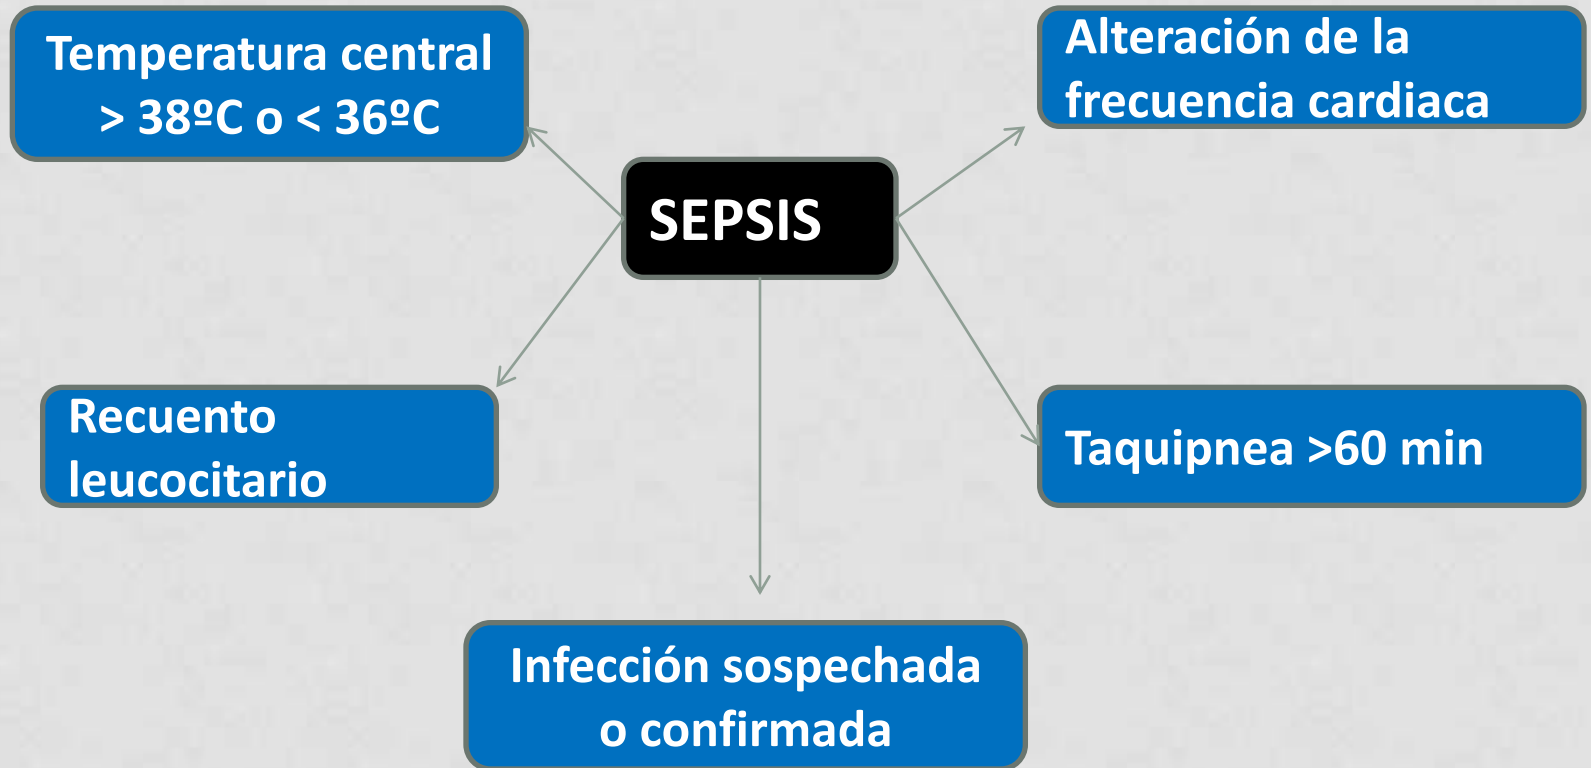 Temperatura central
> 38ºC o < 36ºC
Alteración de la
frecuencia cardiaca
SEPSIS
Recuento
leucocitario
Taquipnea >60 min
Infección sospechada
o confirmada